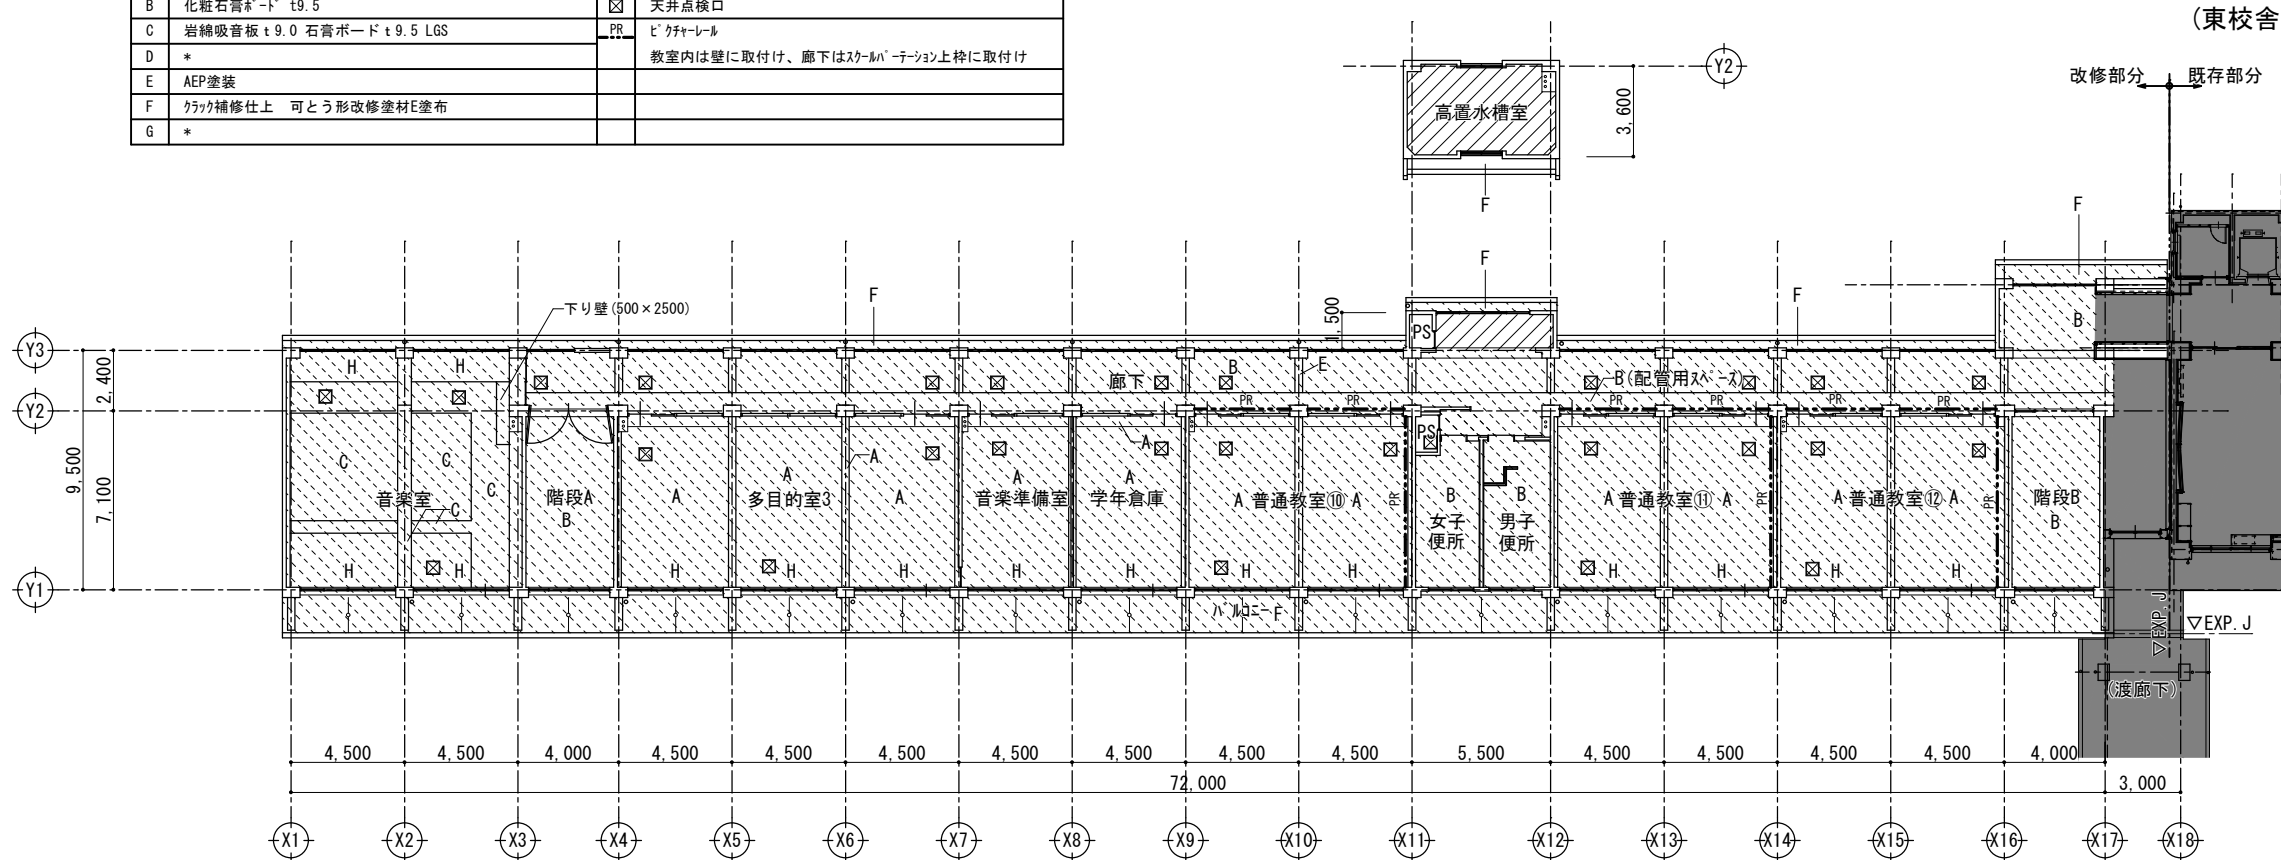 B 化粧石膏ボード t9.5 天井点検口
C 岩綿吸音板 t 9.0 石膏ボード t 9.5 LGS PR ピクチャーレール
D * 教室内は壁に取付け、廊下はスクールパーテーション上枠に取付け
E AEP塗装
F クラック補修仕上 可とう形改修塗材E塗布
G *
(東校舎
改修部分 既存部分
Y2
高置水槽室
3,600
F
F
F
F
F
下り壁(500×2500)
1,500
PS
B
Y3
H H
廊下
B
E
B(配管用スペース)
2,400
Y2
PR PR PR PR PR PR
PS
9,500
7,100
C C C
音楽室
C
階段A
B
A
A
多目的室3
A
A
A
音楽準備室
A
A
学年倉庫
A 普通教室⑩ A
PR
B
女子
便所
B
男子
便所
A 普通教室⑪ A
PR
A 普通教室⑫ A
PR
階段B
B
H H H H H H H H H H H H H
Y1
バルコニー F
▽EXP.J
▽EXP.J
(渡廊下)
4,500 4,500 4,000 4,500 4,500 4,500 4,500 4,500 4,500 4,500 5,500 4,500 4,500 4,500 4,500 4,000
72,000 3,000
X1 X2 X3 X4 X5 X6 X7 X8 X9 X10 X11 X12 X13 X14 X15 X16 X17 X18